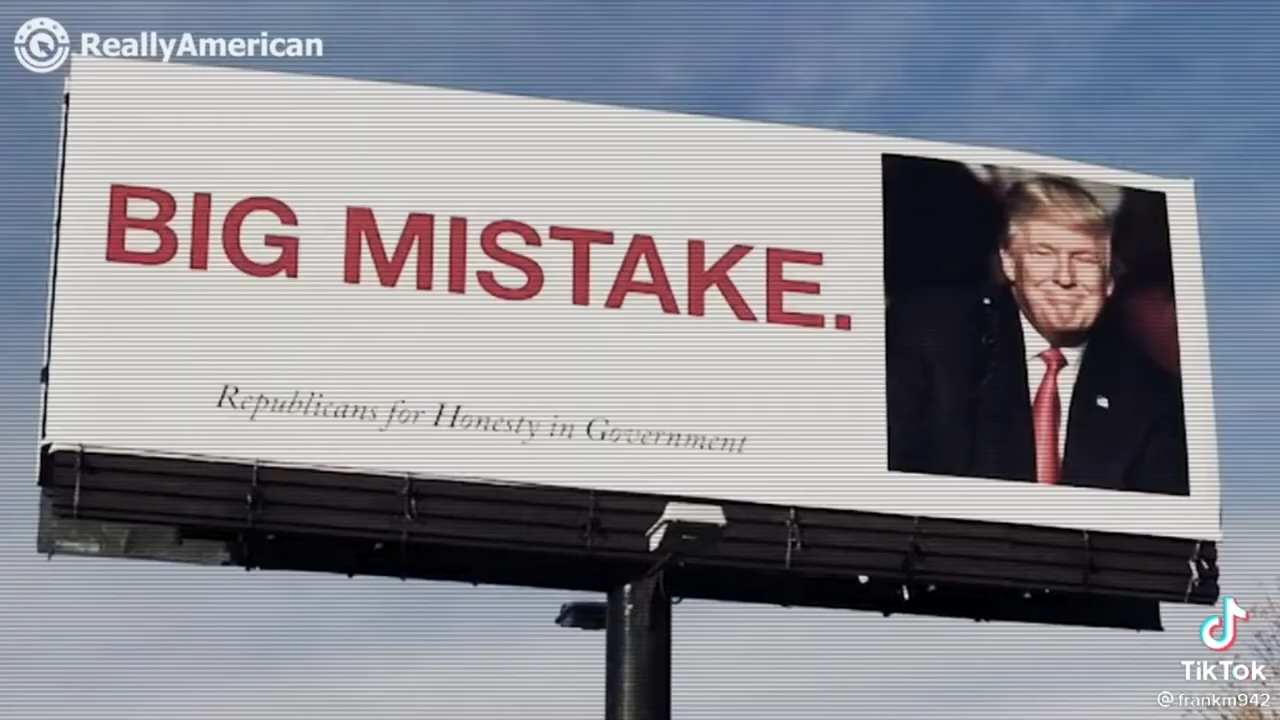 ReallyAmerican
BIG MISTAKE.
Republicans for Honesty in Government
TikTok
@frankm942